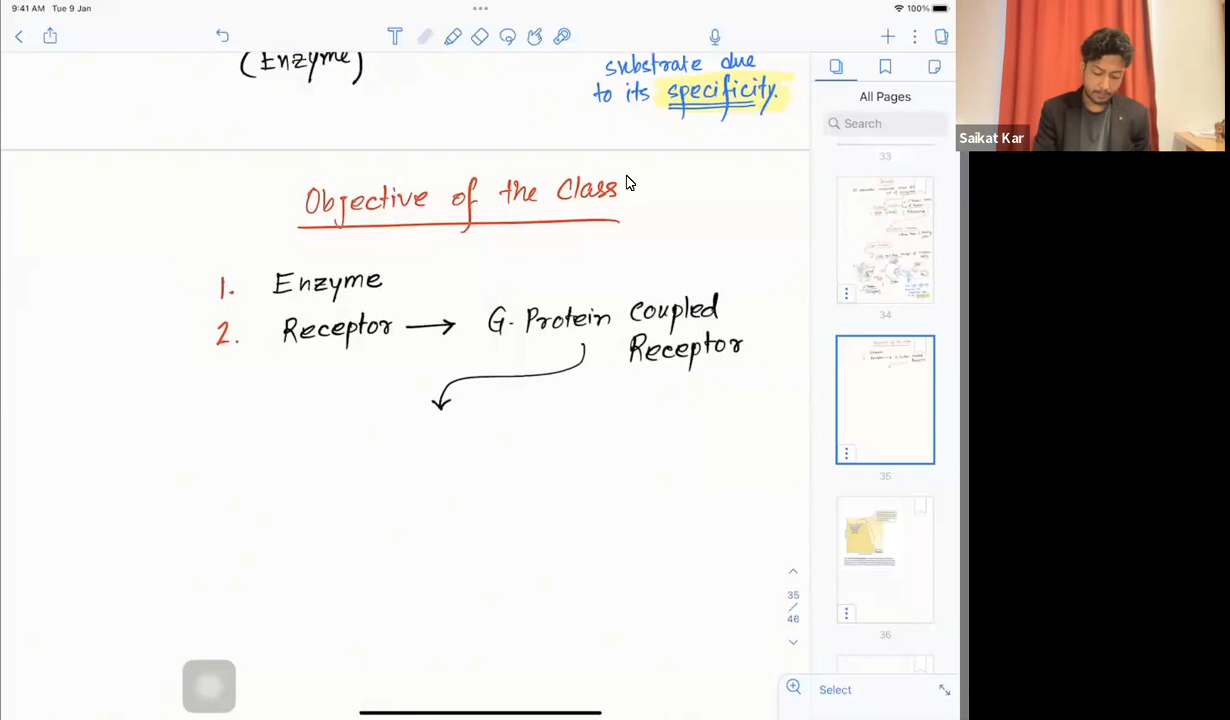 9:41 AM Tue 9 Jan
100%
(Enzyme)
substrate due
to its specificity.
Objective of the Class
1. Enzyme
2. Receptor → G. Protein coupled
Receptor
All Pages
Search
33
34
35
36
35
/
46
Select
Saikat Kar